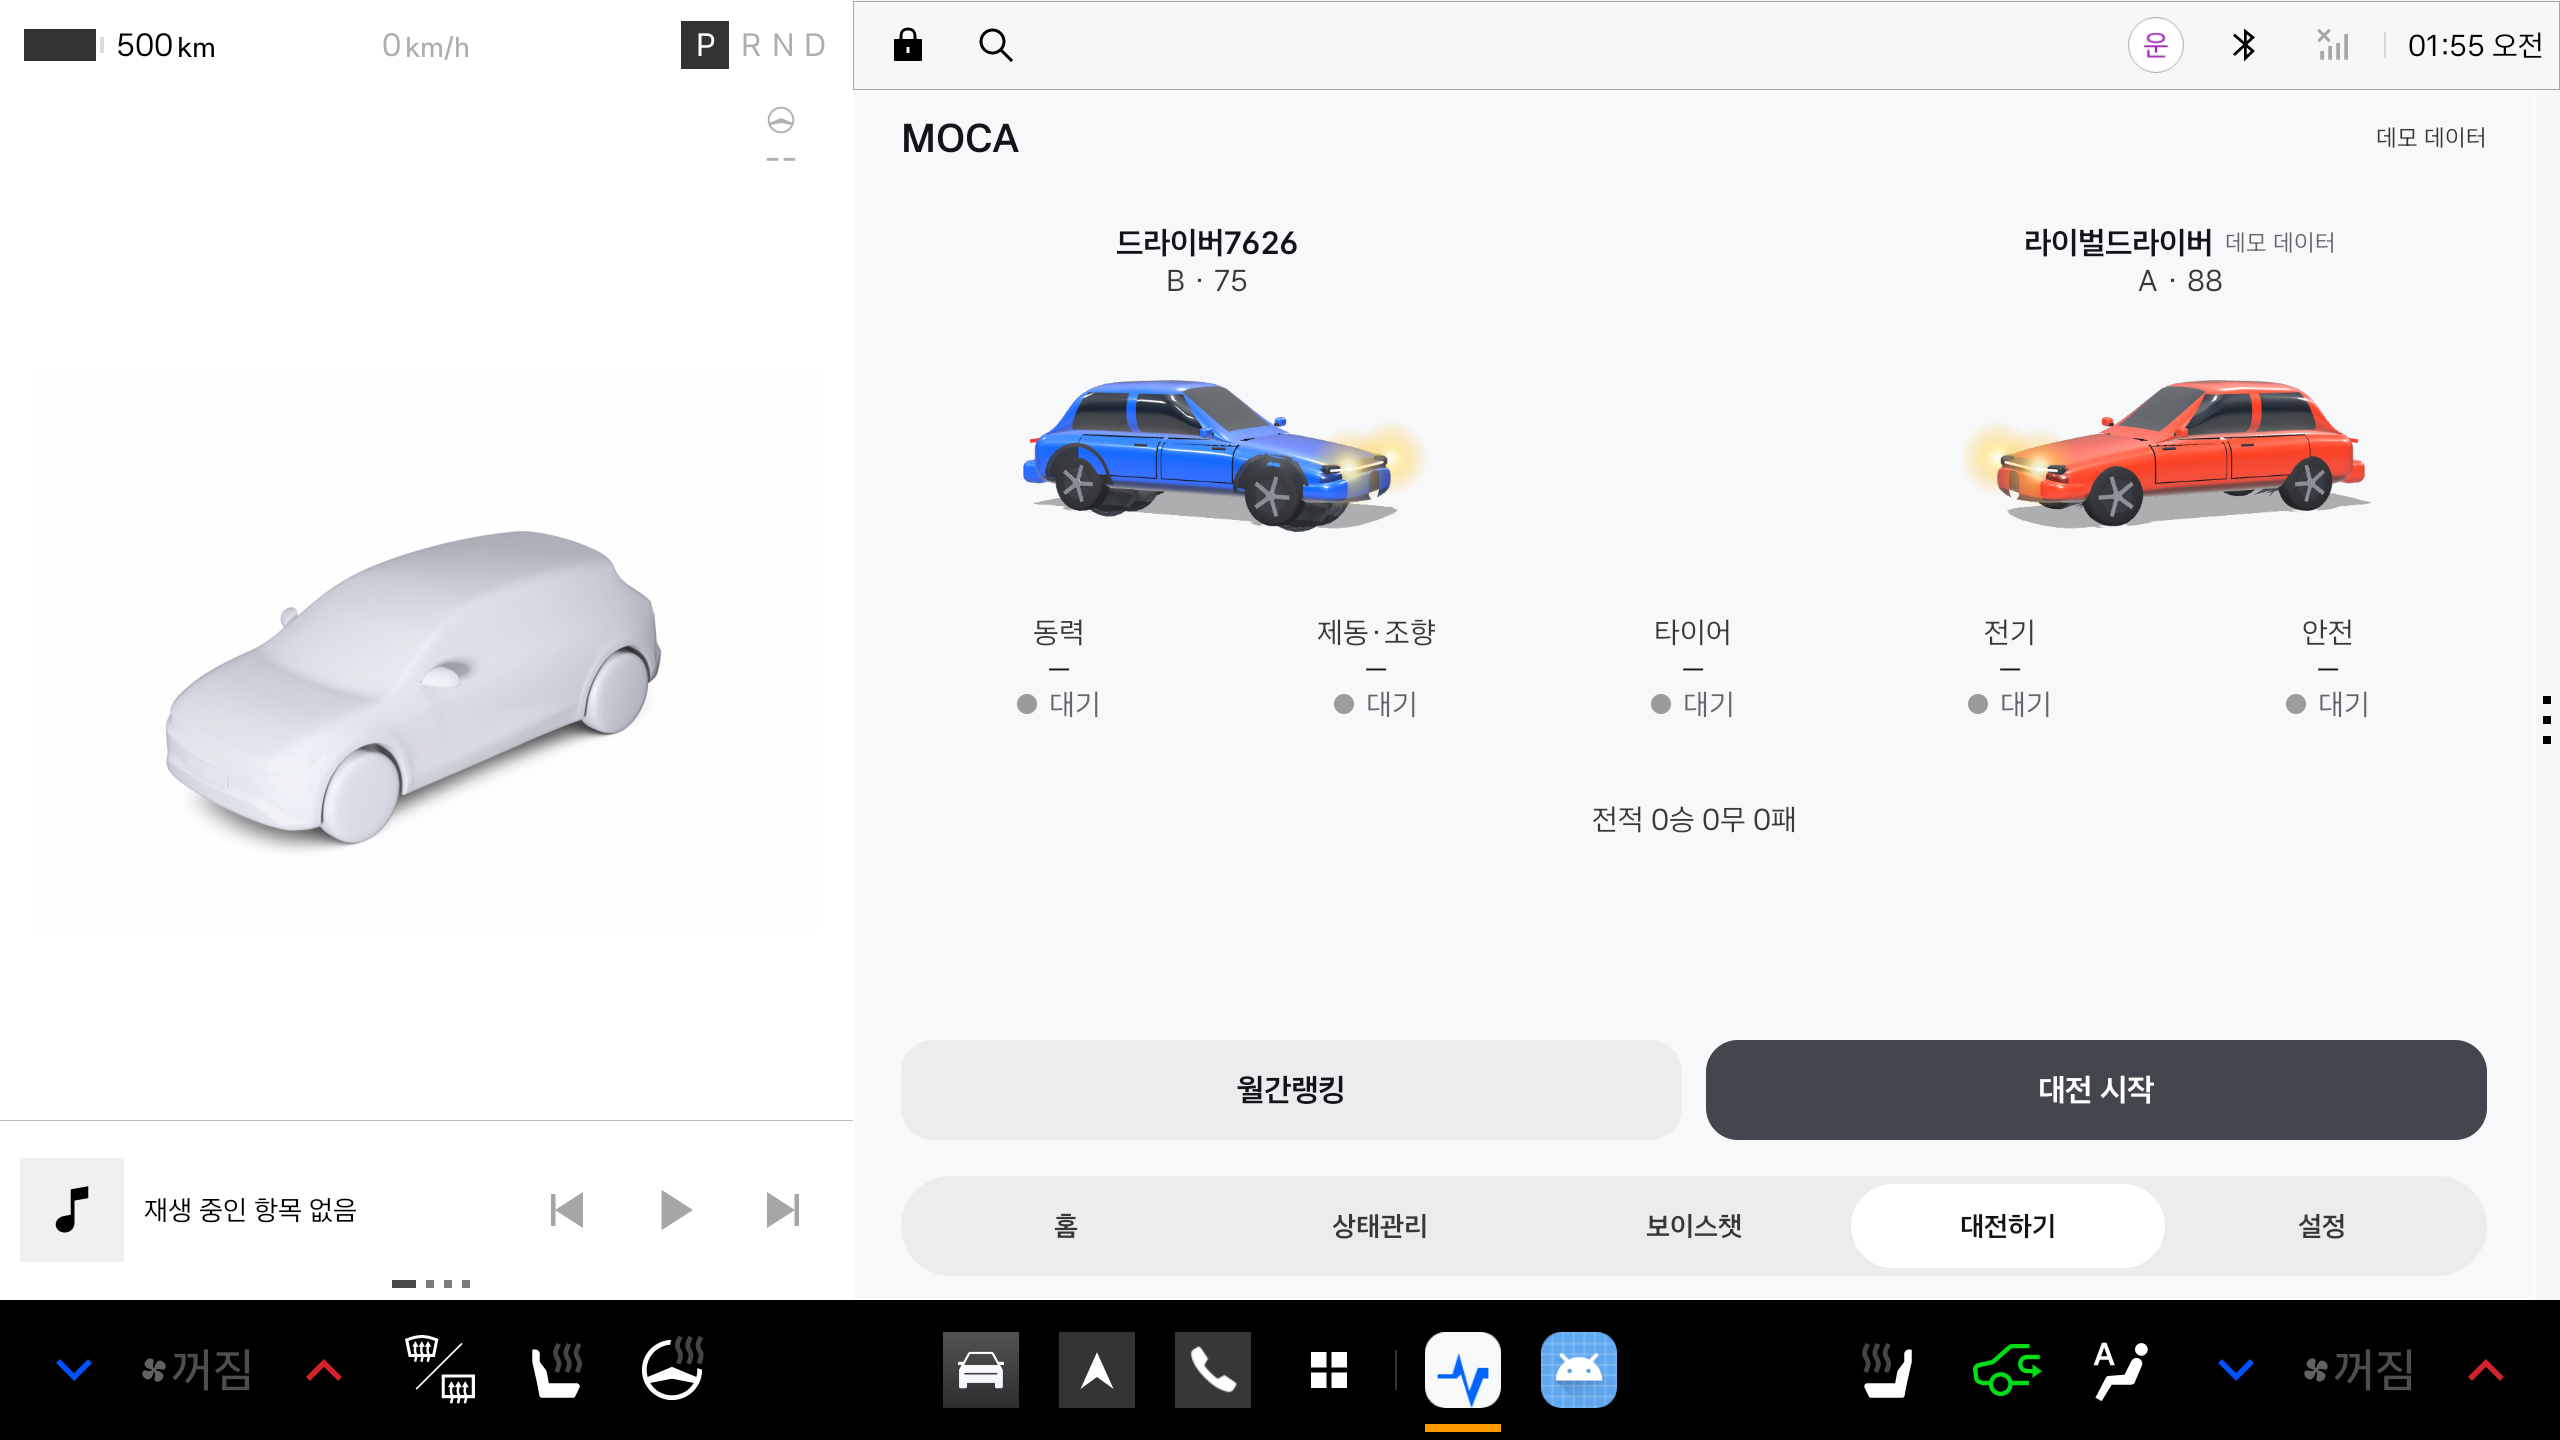 500 km
0 km/h
P R N D
운
01:55 오전
MOCA
데모 데이터
드라이버7626
B · 75
라이벌드라이버 데모 데이터
A · 88
동력
–
대기
제동·조향
–
대기
타이어
–
대기
전기
–
대기
안전
–
대기
전적 0승 0무 0패
월간랭킹
대전 시작
재생 중인 항목 없음
홈
상태관리
보이스챗
대전하기
설정
꺼짐
A
꺼짐